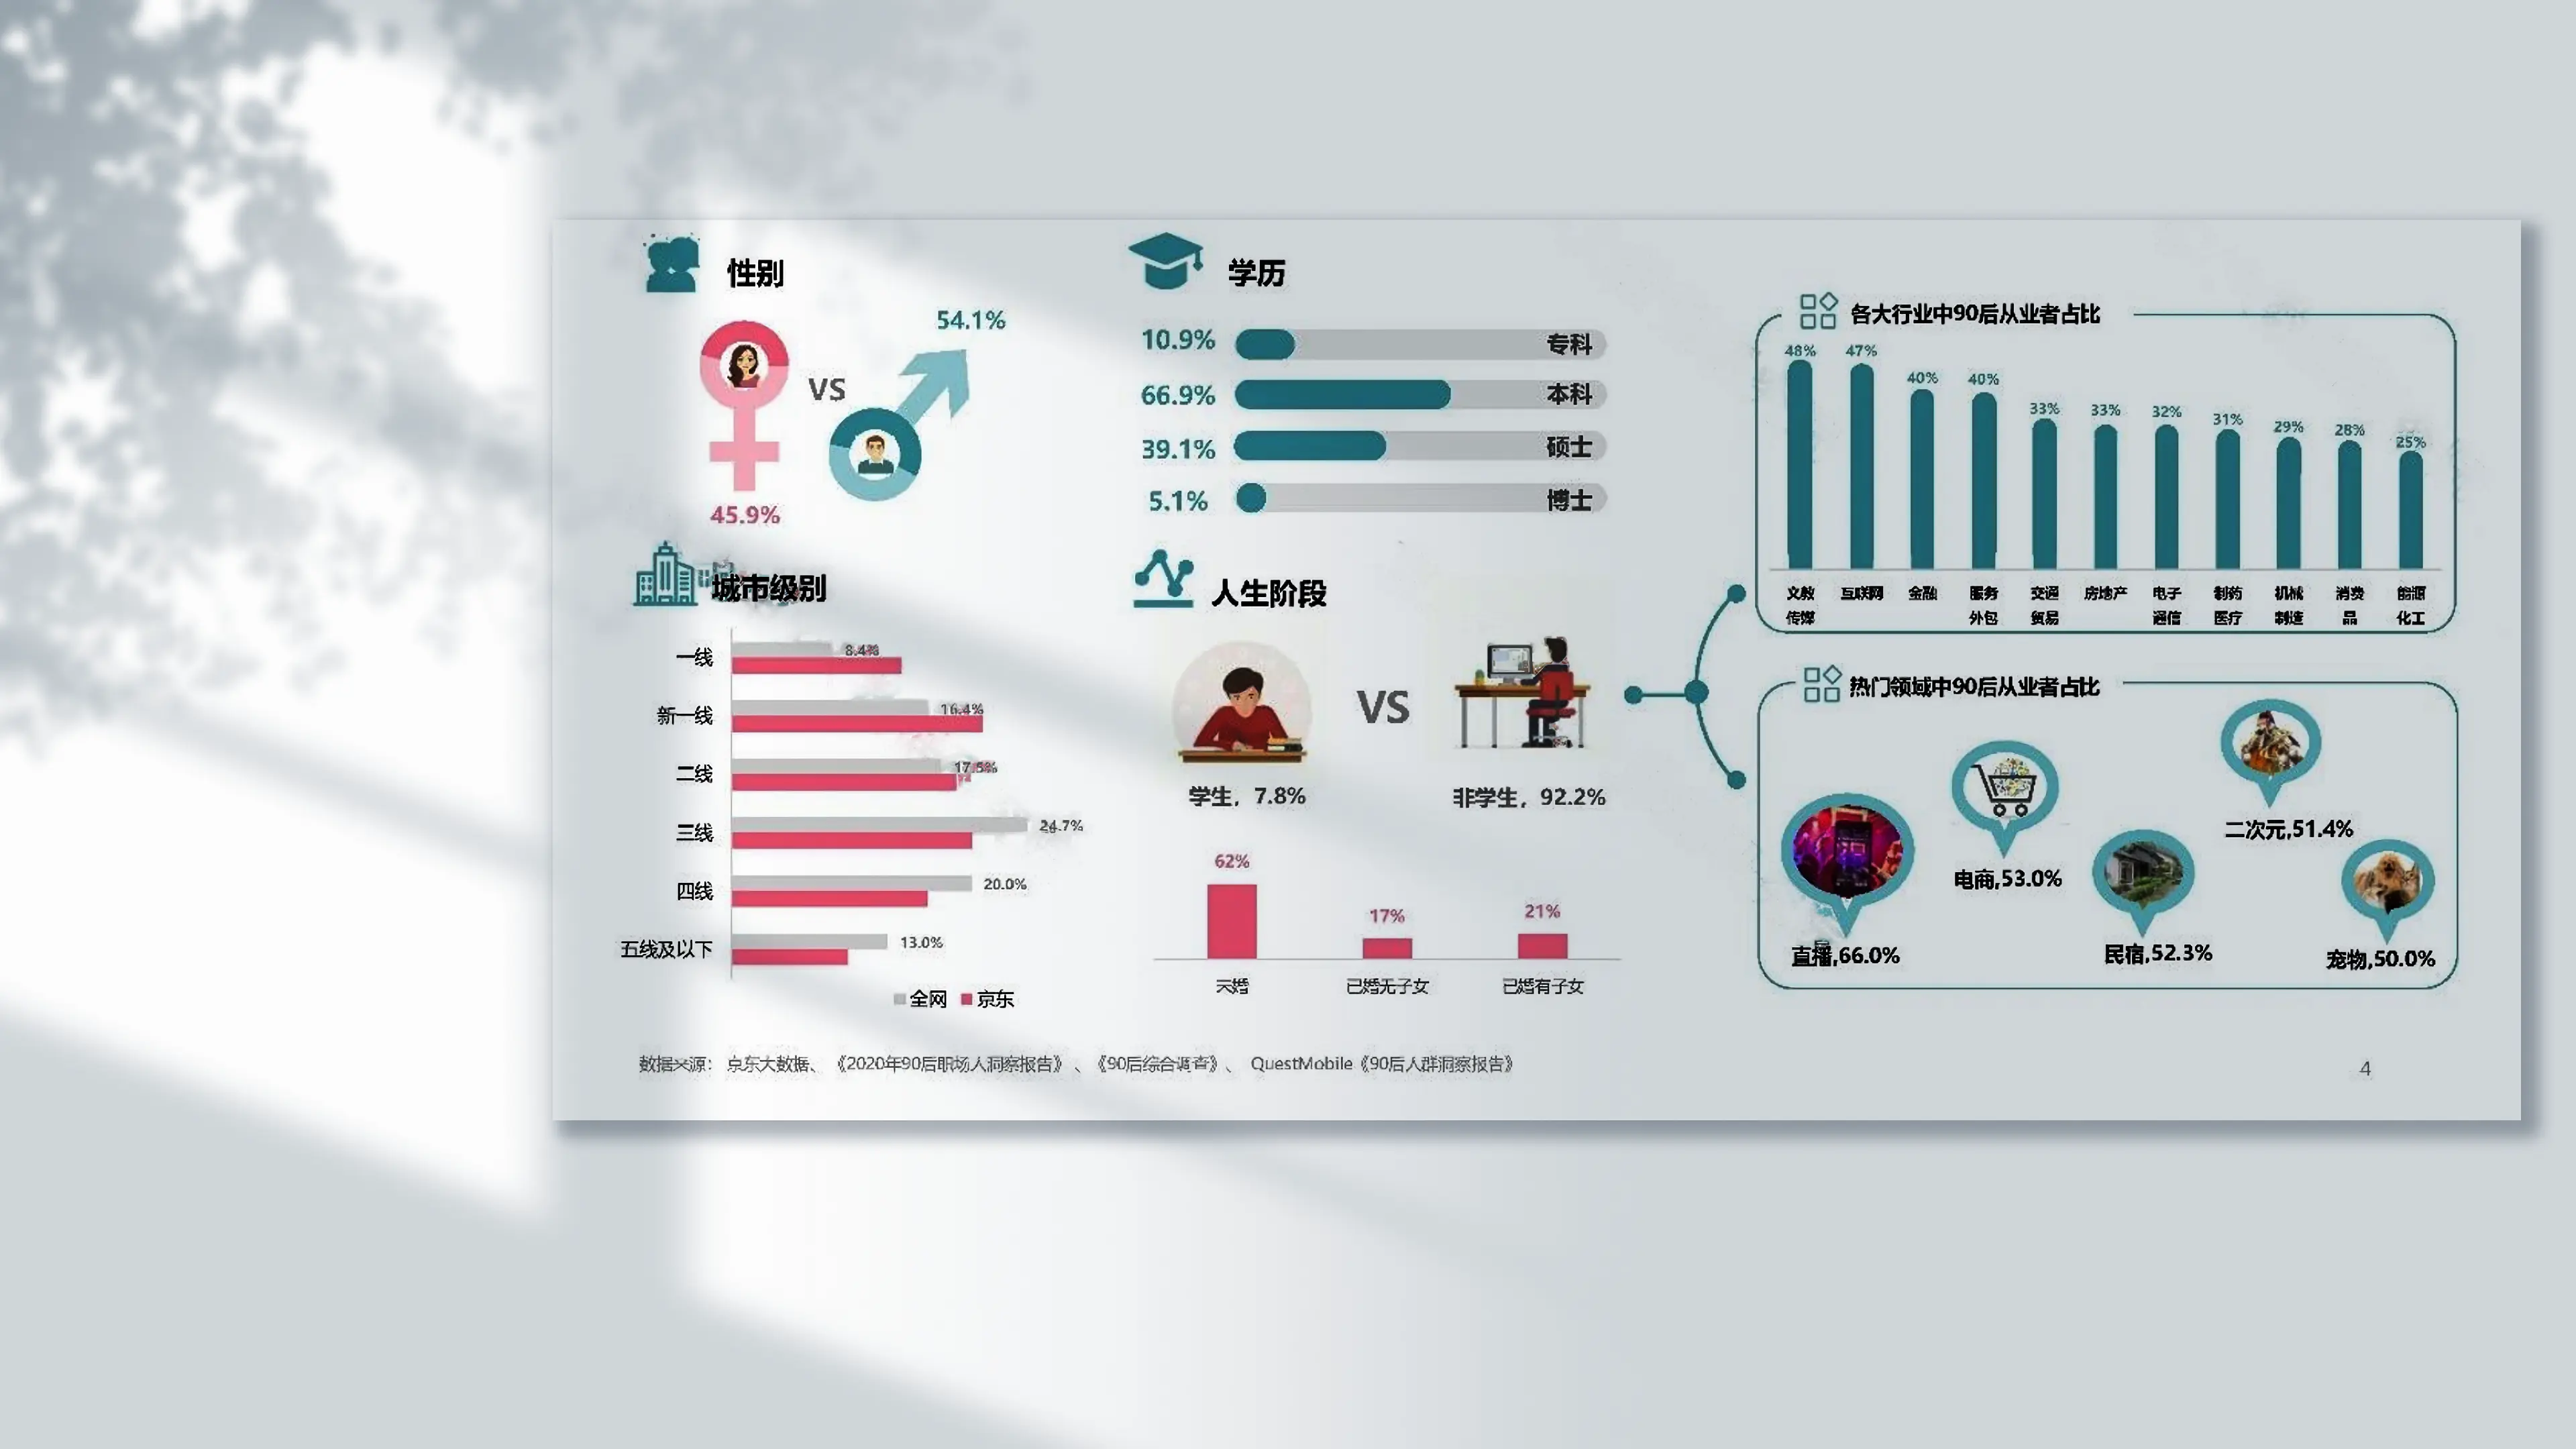 性别
54.1%
VS
45.9%
学历
10.9% 专科
66.9% 本科
39.1% 硕士
5.1% 博士
城市级别
一线 8.4%
新一线 16.4%
二线 17.5%
三线 24.7%
四线 20.0%
五线及以下 13.0%
全网 京东
人生阶段
VS
学生，7.8%
非学生，92.2%
62% 17% 21%
未婚 已婚无子女 已婚有子女
各大行业中90后从业者占比
48% 47% 40% 40% 33% 33% 32% 31% 29% 28% 25%
文教 互联网 金融 服务 交通 房地产 电子 制药 机械 消费 能源
传媒 外包 贸易 通信 医疗 制造 品 化工
热门领域中90后从业者占比
二次元,51.4%
电商,53.0%
直播,66.0%
民宿,52.3%
宠物,50.0%
数据来源： 京东大数据、《2020年90后职场人洞察报告》、《90后综合调查》、 QuestMobile《90后人群洞察报告》
4